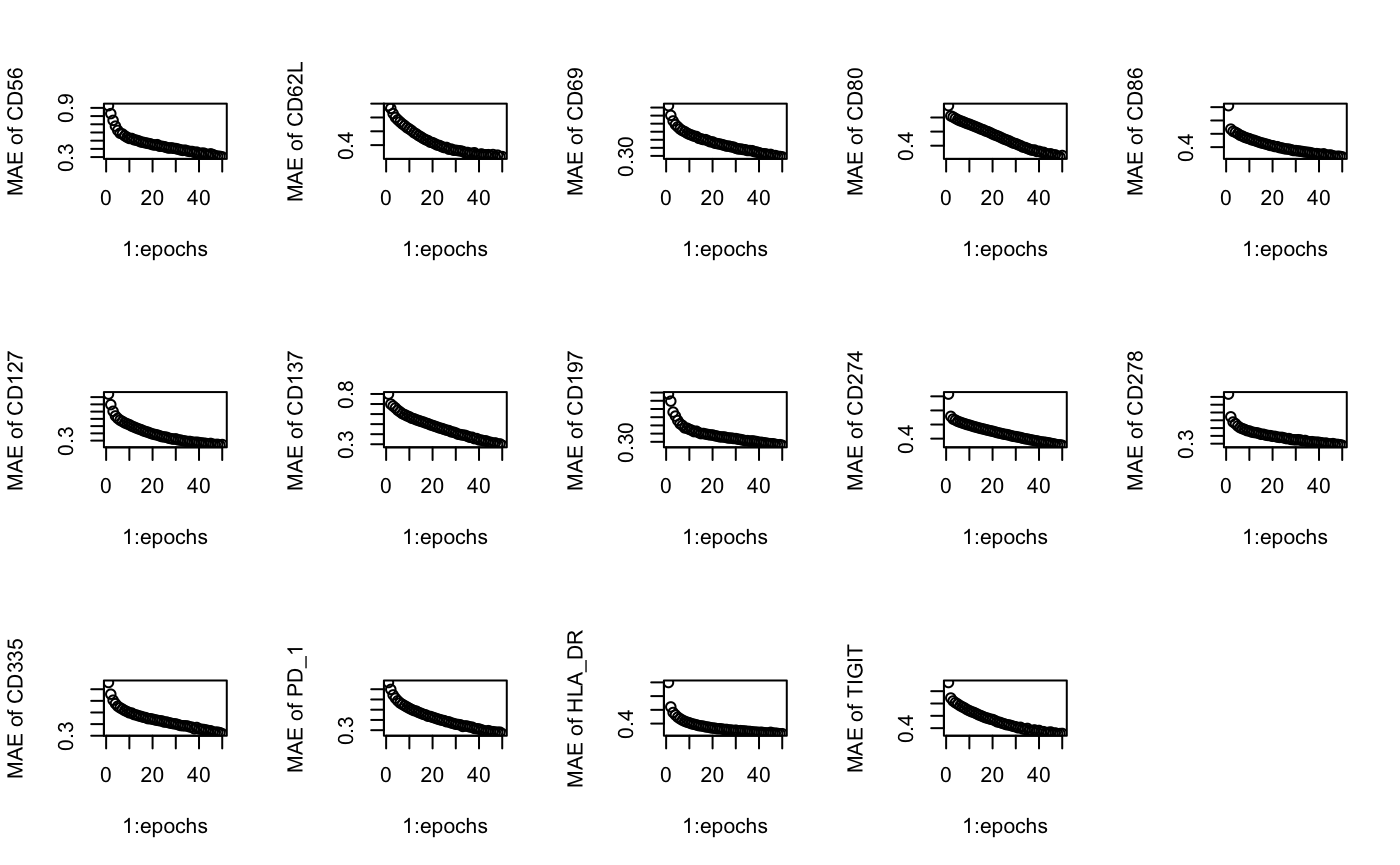 MAE of CD56
0.3 0.9
0 20 40
1:epochs
MAE of CD62L
0.4
0 20 40
1:epochs
MAE of CD69
0.30
0 20 40
1:epochs
MAE of CD80
0.4
0 20 40
1:epochs
MAE of CD86
0.4
0 20 40
1:epochs
MAE of CD127
0.3
0 20 40
1:epochs
MAE of CD137
0.3 0.8
0 20 40
1:epochs
MAE of CD197
0.30
0 20 40
1:epochs
MAE of CD274
0.4
0 20 40
1:epochs
MAE of CD278
0.3
0 20 40
1:epochs
MAE of CD335
0.3
0 20 40
1:epochs
MAE of PD_1
0.3
0 20 40
1:epochs
MAE of HLA_DR
0.4
0 20 40
1:epochs
MAE of TIGIT
0.4
0 20 40
1:epochs